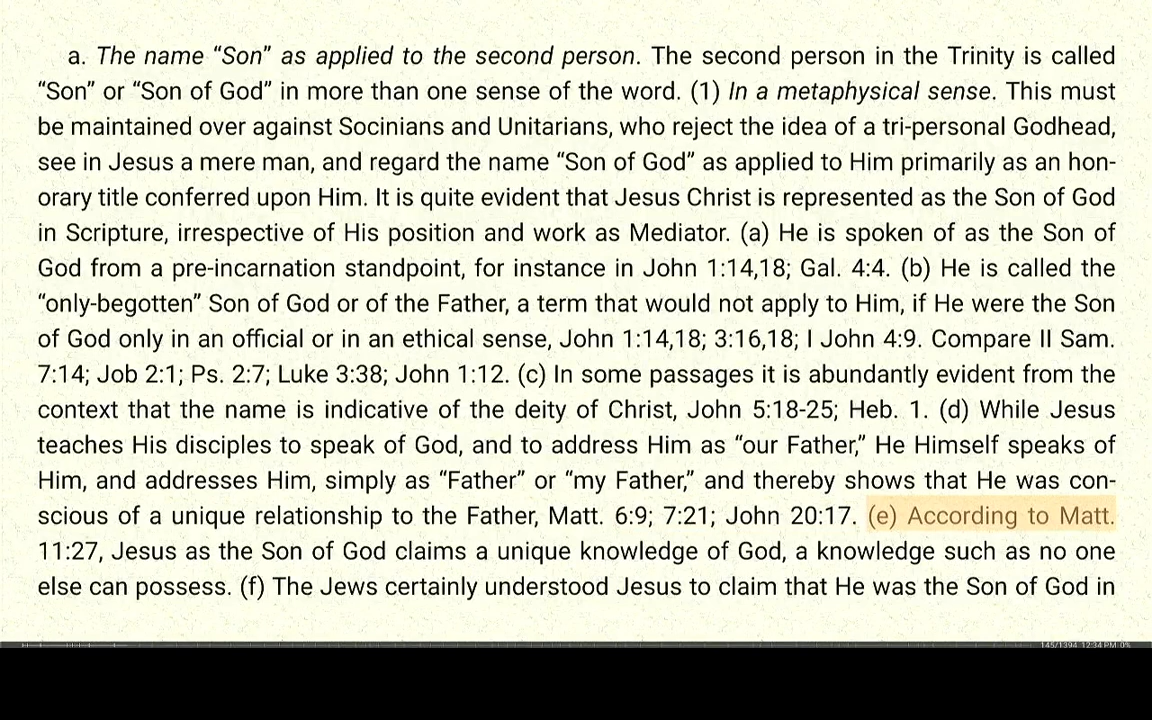 a. The name “Son” as applied to the second person. The second person in the Trinity is called
“Son” or “Son of God” in more than one sense of the word. (1) In a metaphysical sense. This must
be maintained over against Socinians and Unitarians, who reject the idea of a tri-personal Godhead,
see in Jesus a mere man, and regard the name “Son of God” as applied to Him primarily as an hon-
orary title conferred upon Him. It is quite evident that Jesus Christ is represented as the Son of God
in Scripture, irrespective of His position and work as Mediator. (a) He is spoken of as the Son of
God from a pre-incarnation standpoint, for instance in John 1:14,18; Gal. 4:4. (b) He is called the
“only-begotten” Son of God or of the Father, a term that would not apply to Him, if He were the Son
of God only in an official or in an ethical sense, John 1:14,18; 3:16,18; I John 4:9. Compare II Sam.
7:14; Job 2:1; Ps. 2:7; Luke 3:38; John 1:12. (c) In some passages it is abundantly evident from the
context that the name is indicative of the deity of Christ, John 5:18-25; Heb. 1. (d) While Jesus
teaches His disciples to speak of God, and to address Him as “our Father,” He Himself speaks of
Him, and addresses Him, simply as “Father” or “my Father,” and thereby shows that He was con-
scious of a unique relationship to the Father, Matt. 6:9; 7:21; John 20:17. (e) According to Matt.
11:27, Jesus as the Son of God claims a unique knowledge of God, a knowledge such as no one
else can possess. (f) The Jews certainly understood Jesus to claim that He was the Son of God in
145/1394 12:34 PM 0%